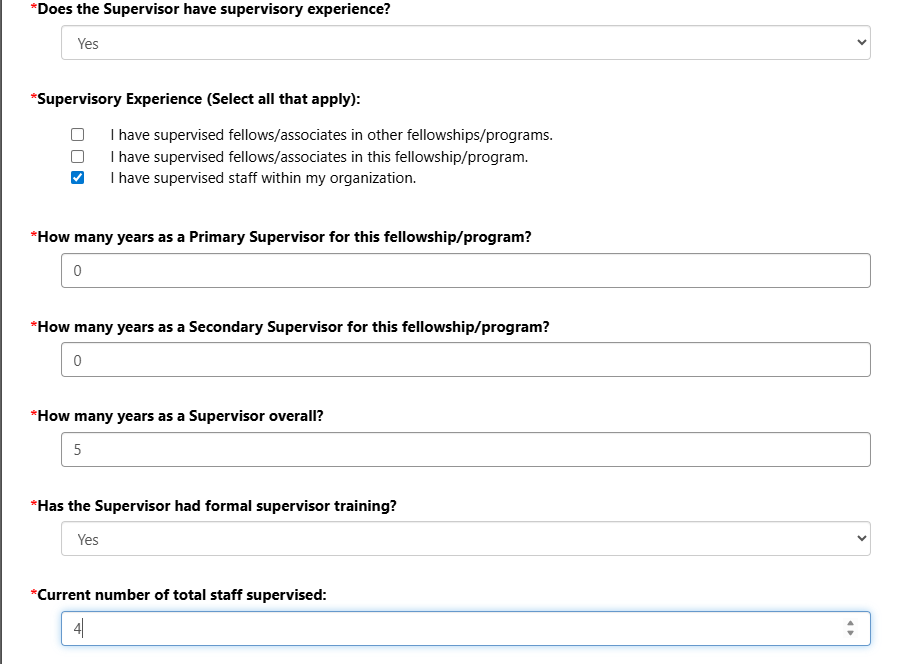 *Does the Supervisor have supervisory experience?
Yes
*Supervisory Experience (Select all that apply):
I have supervised fellows/associates in other fellowships/programs.
I have supervised fellows/associates in this fellowship/program.
I have supervised staff within my organization.
*How many years as a Primary Supervisor for this fellowship/program?
0
*How many years as a Secondary Supervisor for this fellowship/program?
0
*How many years as a Supervisor overall?
5
*Has the Supervisor had formal supervisor training?
Yes
*Current number of total staff supervised:
4